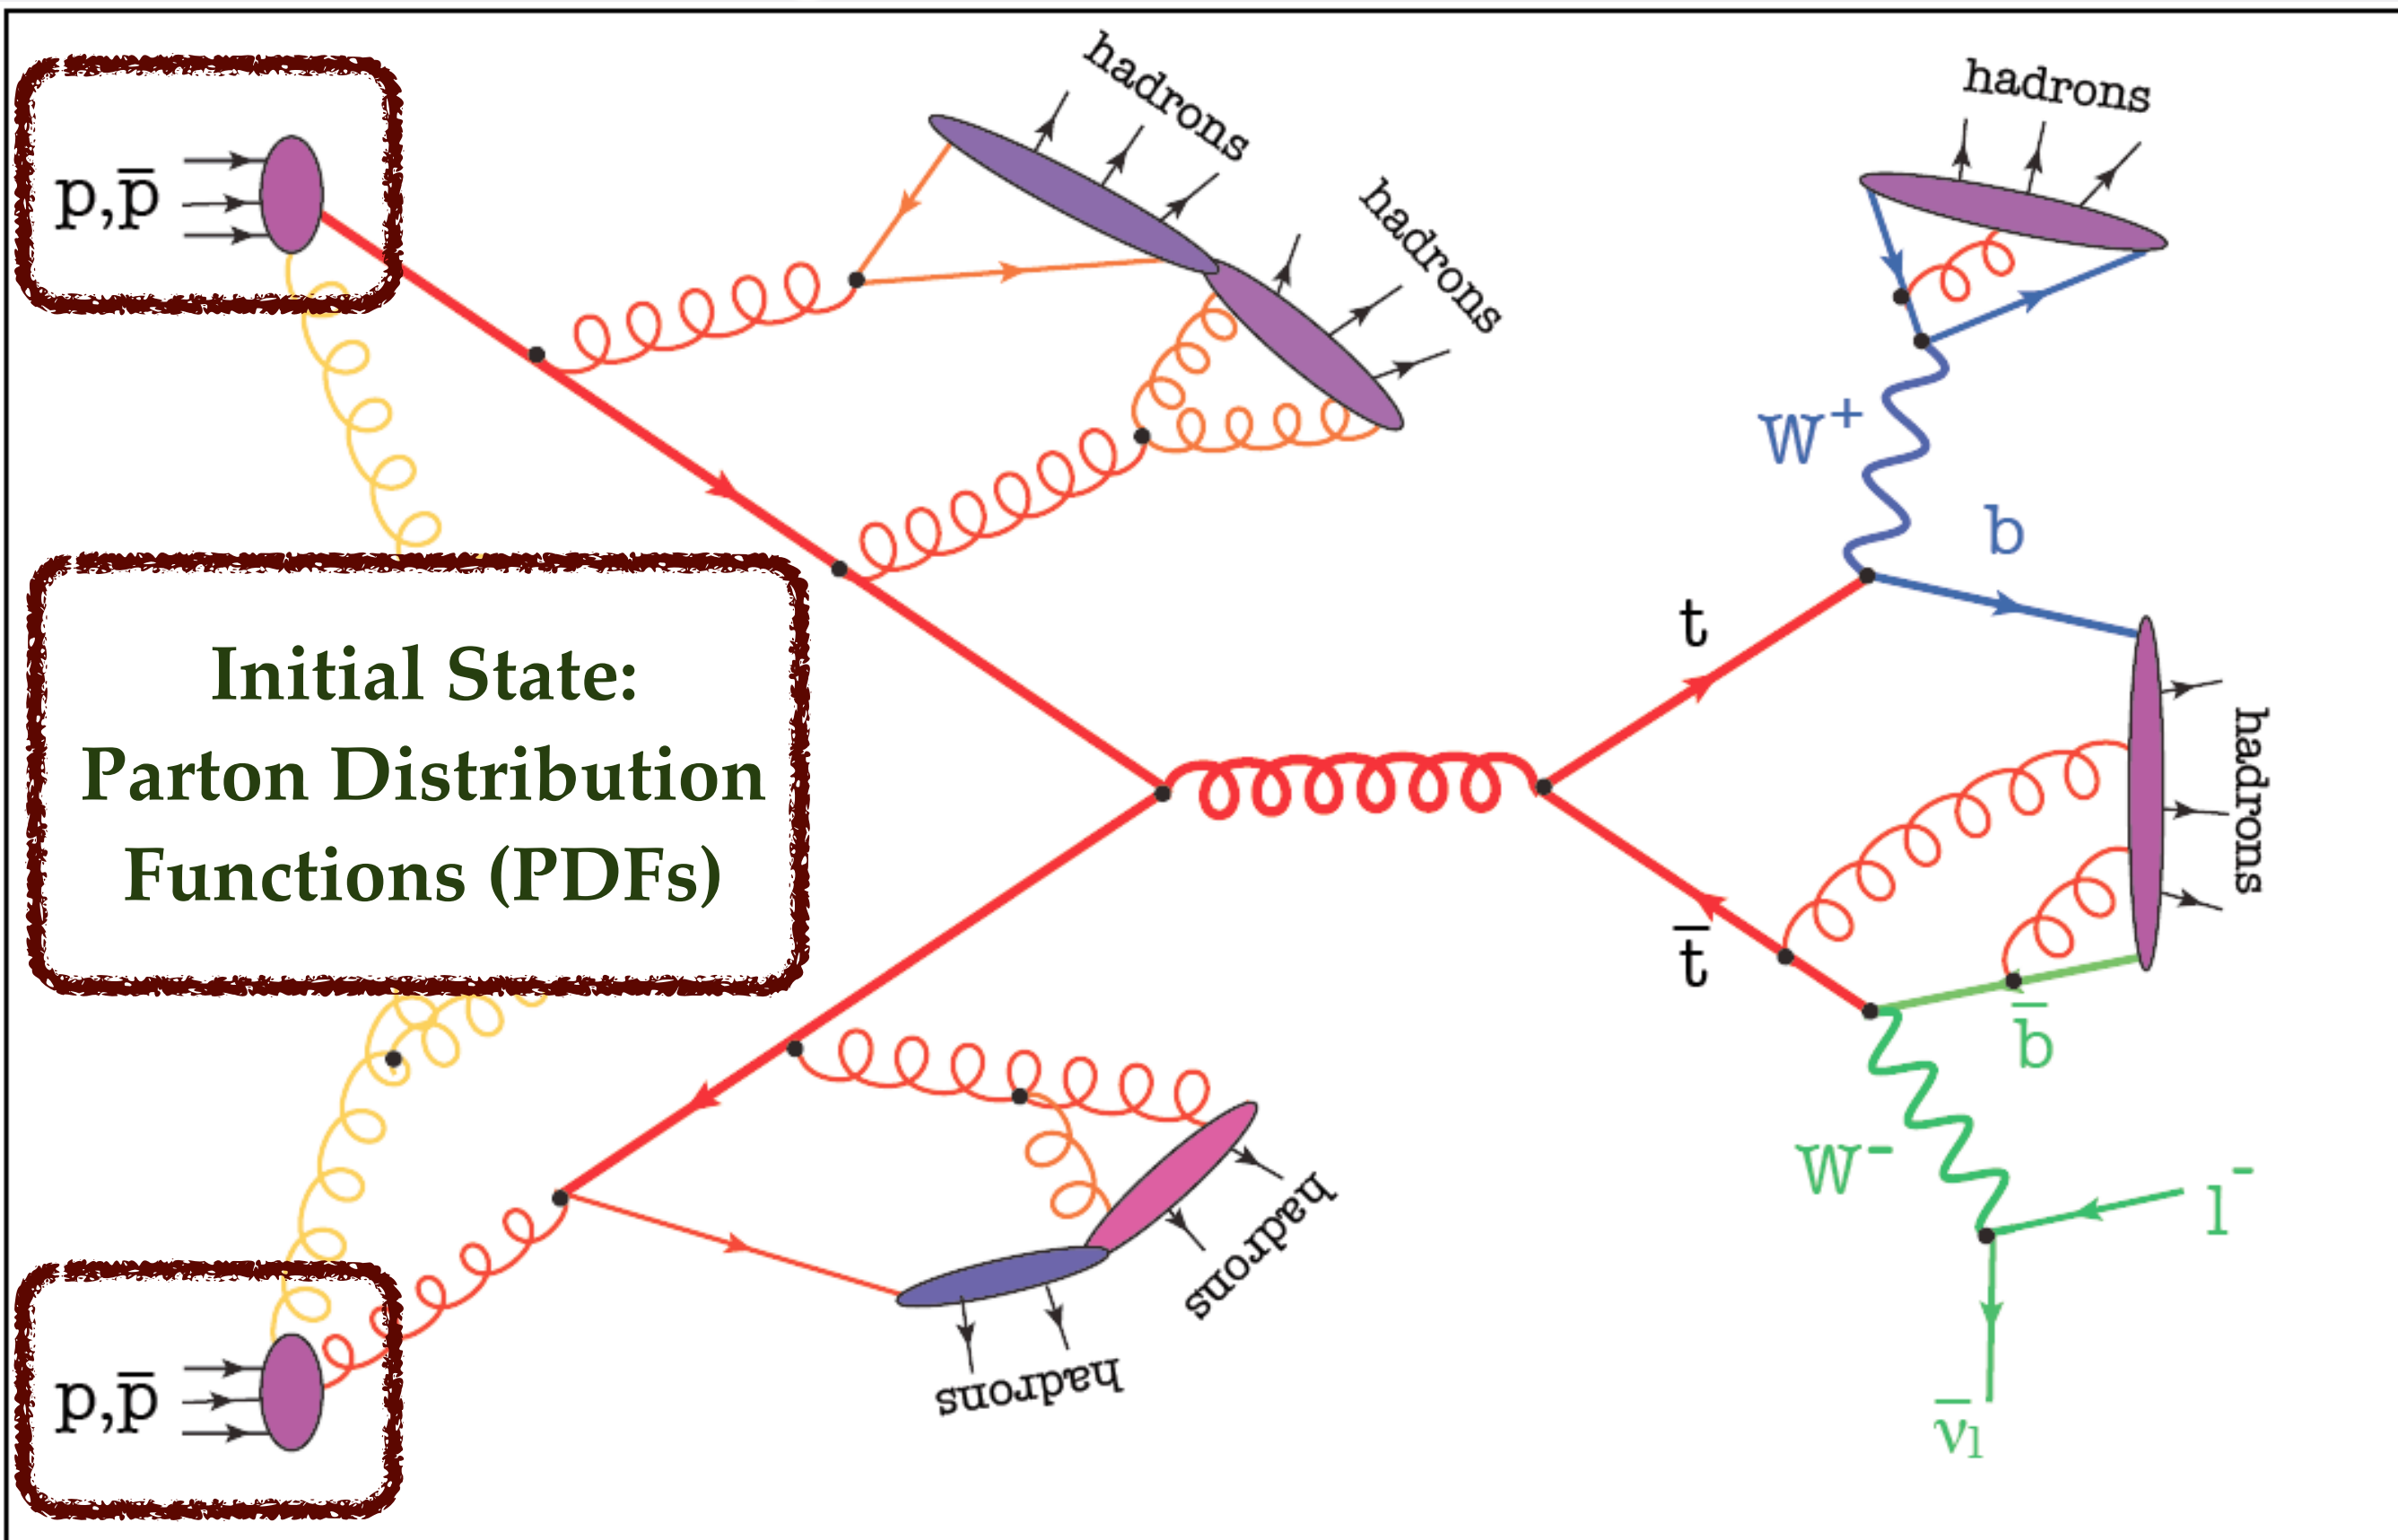 hadrons
hadrons
hadrons
p,p̄
W⁺
b
t
Initial State:
Parton Distribution
Functions (PDFs)
hadrons
t̄
b̄
W⁻
l⁻
hadrons
hadrons
p,p̄
ν̄ₗ